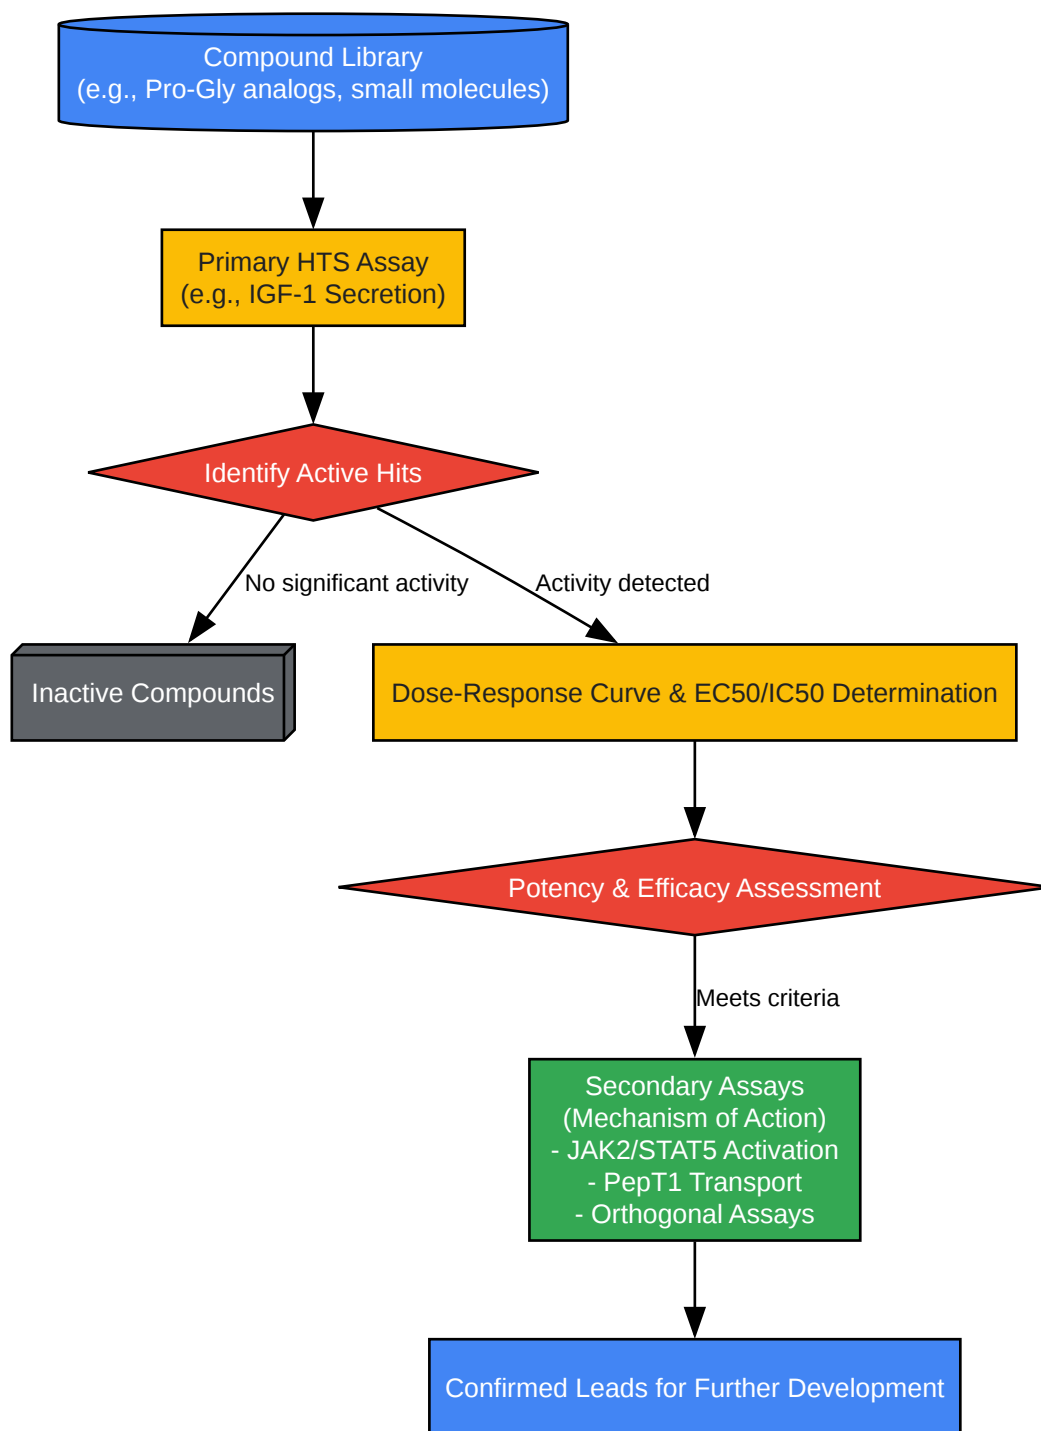 Compound Library
(e.g., Pro-Gly analogs, small molecules)
Primary HTS Assay
(e.g., IGF-1 Secretion)
Identify Active Hits
No significant activity
Activity detected
Inactive Compounds
Dose-Response Curve & EC50/IC50 Determination
Potency & Efficacy Assessment
Meets criteria
Secondary Assays
(Mechanism of Action)
- JAK2/STAT5 Activation
- PepT1 Transport
- Orthogonal Assays
Confirmed Leads for Further Development